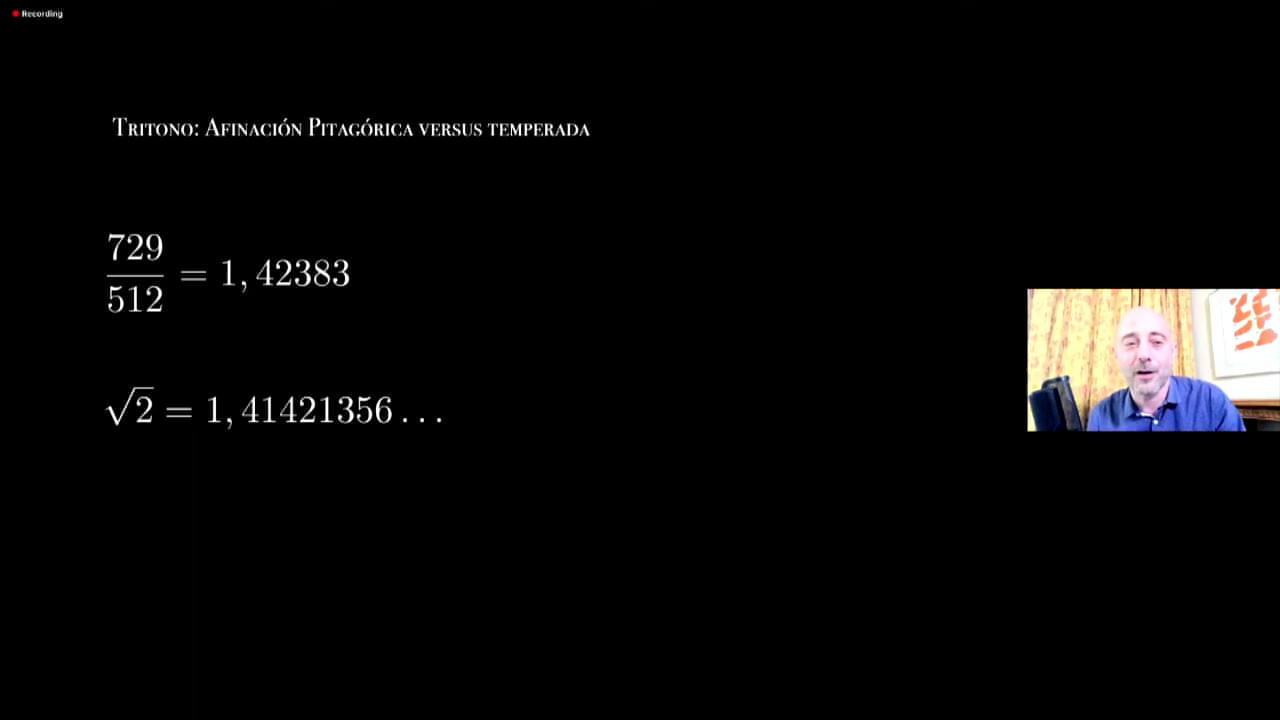 Recording
Tritono: Afinación Pitagórica versus temperada
729
512 = 1,42383
√2 = 1,41421356...